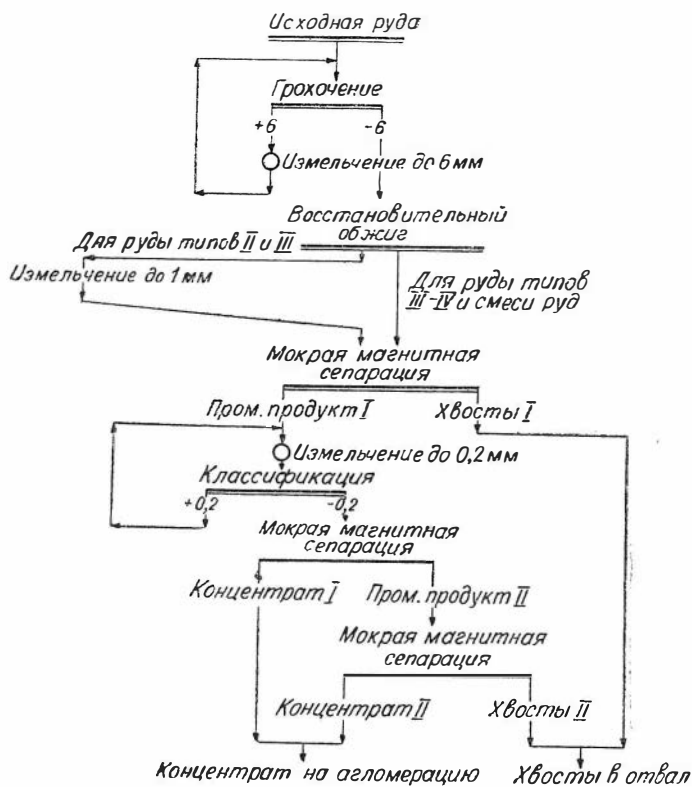 Исходная руда
Грохочение
+6 -6
Измельчение до 6 мм
Восстановительный
обжиг
Для руды типов II и III
Измельчение до 1 мм
Для руды типов
III-IV и смеси руд
Мокрая магнитная
сепарация
Пром. продукт I Хвосты I
Измельчение до 0,2 мм
Классификация
+0,2 -0,2
Мокрая магнитная
сепарация
Концентрат I Пром. продукт II
Мокрая магнитная
сепарация
Концентрат II Хвосты II
Концентрат на агломерацию Хвосты в отвал